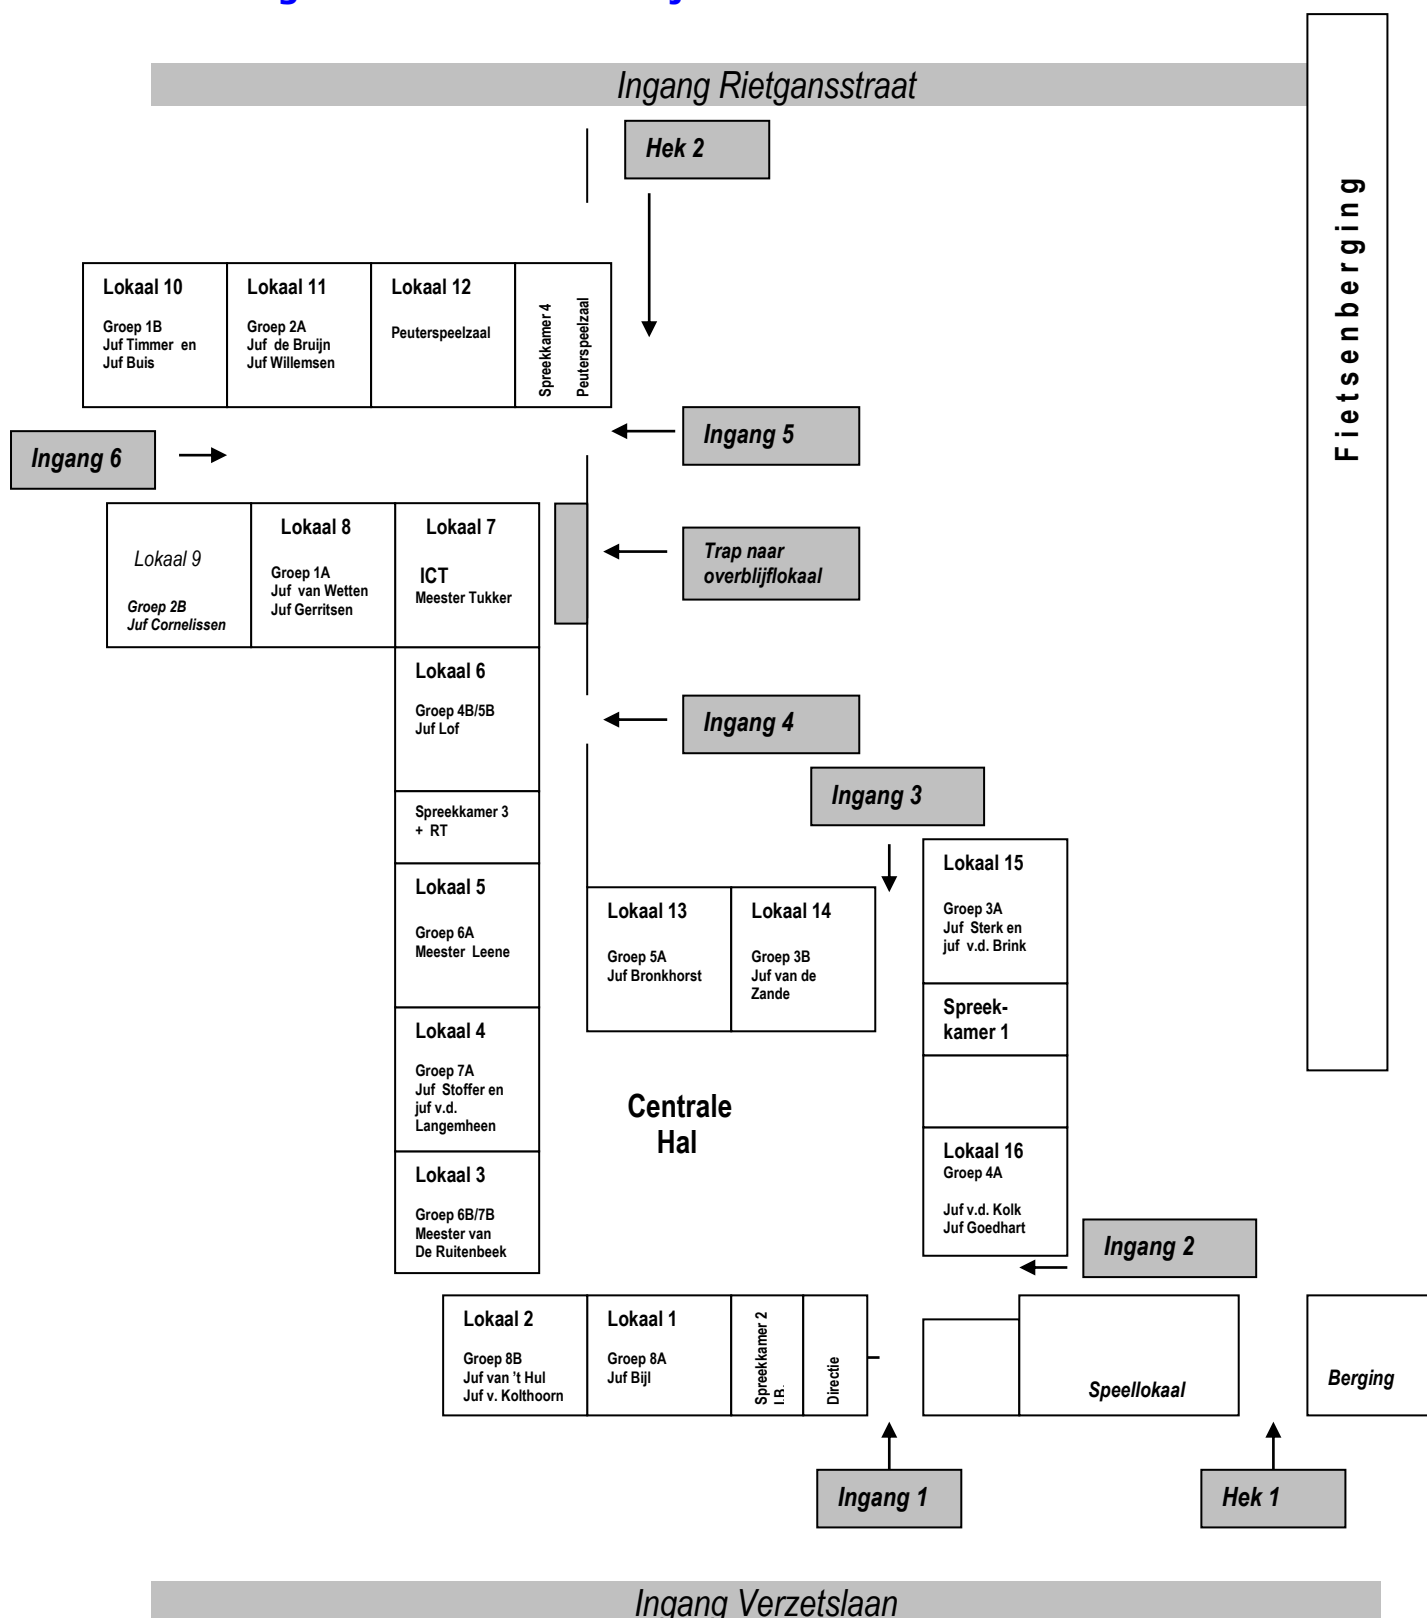 Ingang Rietgansstraat
Hek 2
Fietsenberging
Lokaal 10
Groep 1B
Juf Timmer en
Juf Buis
Lokaal 11
Groep 2A
Juf de Bruijn
Juf Willemsen
Lokaal 12
Peuterspeelzaal
Spreekkamer 4
Peuterspeelzaal
Ingang 5
Ingang 6
Lokaal 9
Groep 2B
Juf Cornelissen
Lokaal 8
Groep 1A
Juf van Wetten
Juf Gerritsen
Lokaal 7
ICT
Meester Tukker
Trap naar
overblijflokaal
Lokaal 6
Groep 4B/5B
Juf Lof
Ingang 4
Ingang 3
Spreekkamer 3
+ RT
Lokaal 5
Groep 6A
Meester Leene
Lokaal 13
Groep 5A
Juf Bronkhorst
Lokaal 14
Groep 3B
Juf van de
Zande
Lokaal 15
Groep 3A
Juf Sterk en
juf v.d. Brink
Spreek-
kamer 1
Lokaal 4
Groep 7A
Juf Stoffer en
juf v.d.
Langemheen
Centrale
Hal
Lokaal 16
Groep 4A
Juf v.d. Kolk
Juf Goedhart
Lokaal 3
Groep 6B/7B
Meester van
De Ruitenbeek
Ingang 2
Lokaal 2
Groep 8B
Juf van 't Hul
Juf v. Kolthoorn
Lokaal 1
Groep 8A
Juf Bijl
Spreekkamer 2
Directie
Speellokaal
Berging
Ingang 1
Hek 1
Ingang Verzetslaan